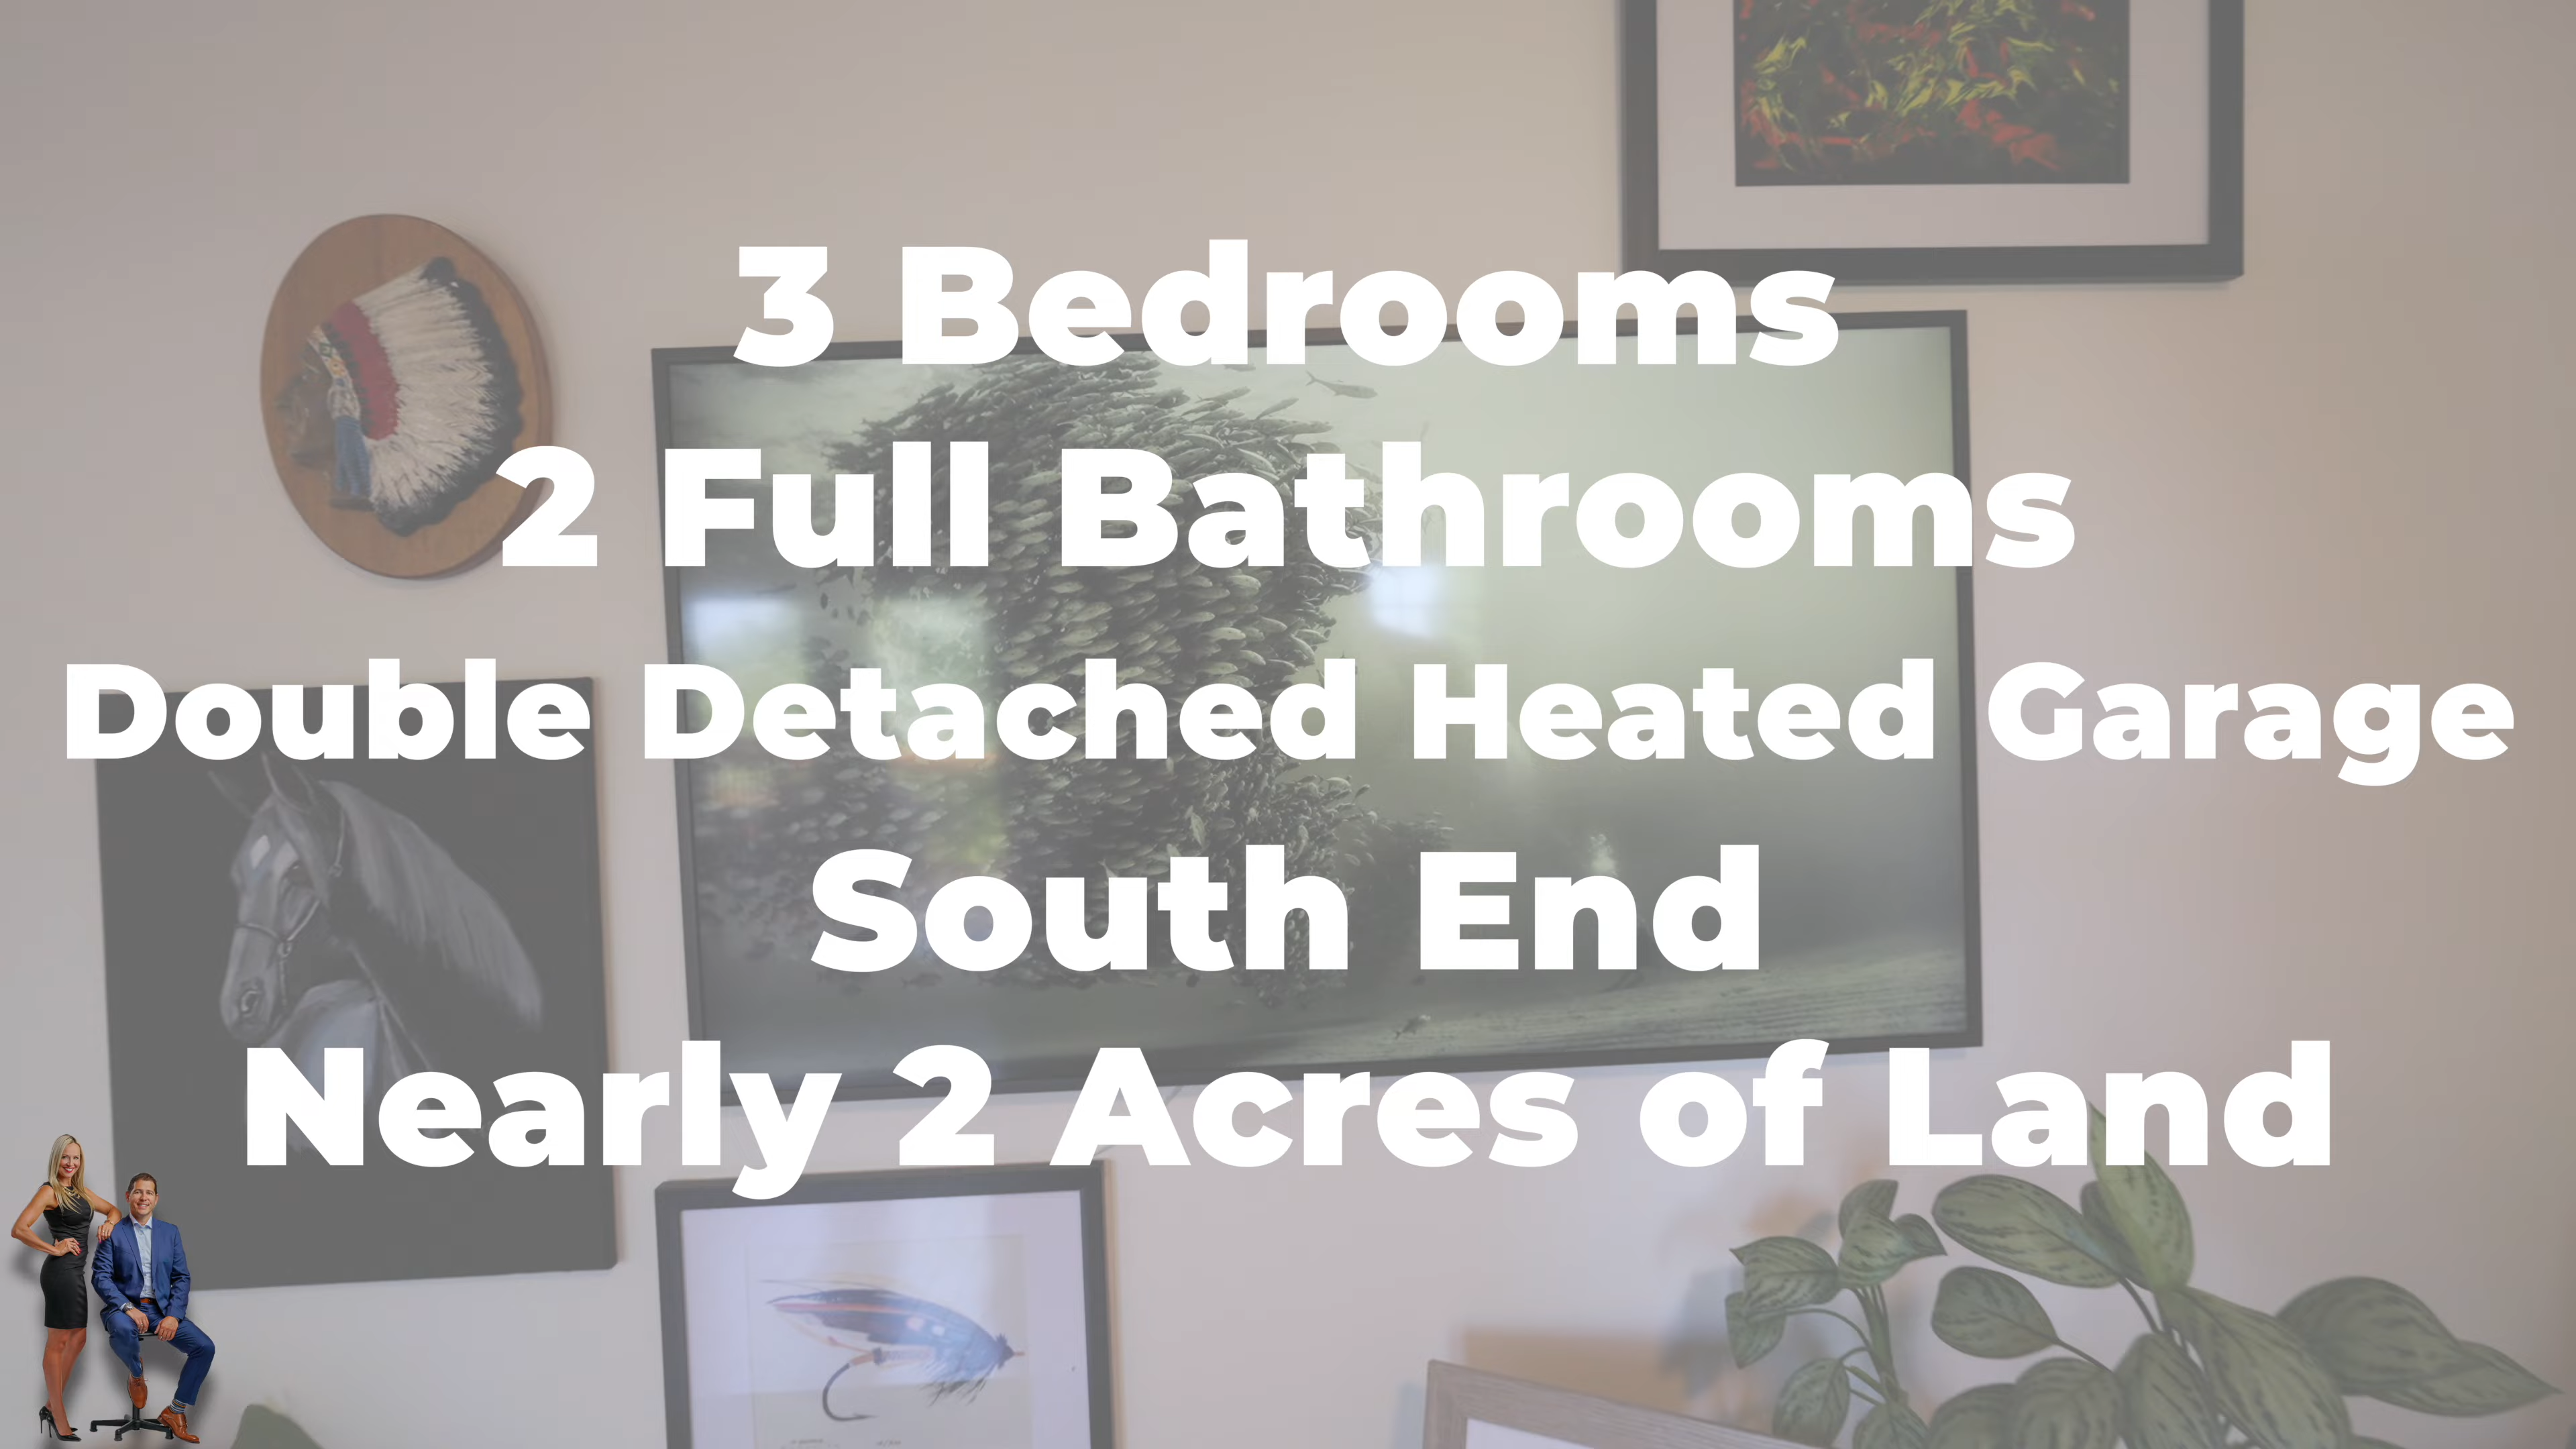 3 Bedrooms
2 Full Bathrooms
Double Detached Heated Garage
South End
Nearly 2 Acres of Land